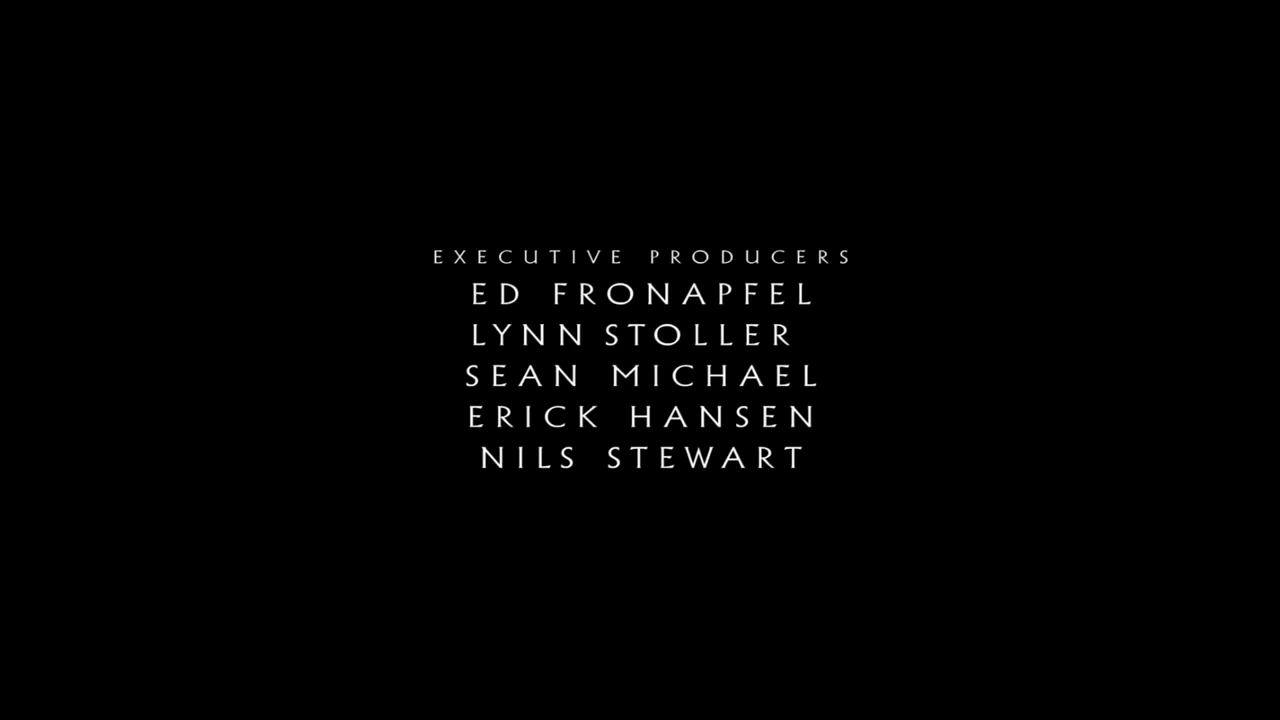 EXECUTIVE PRODUCERS
ED FRONAPFEL
LYNN STOLLER
SEAN MICHAEL
ERICK HANSEN
NILS STEWART